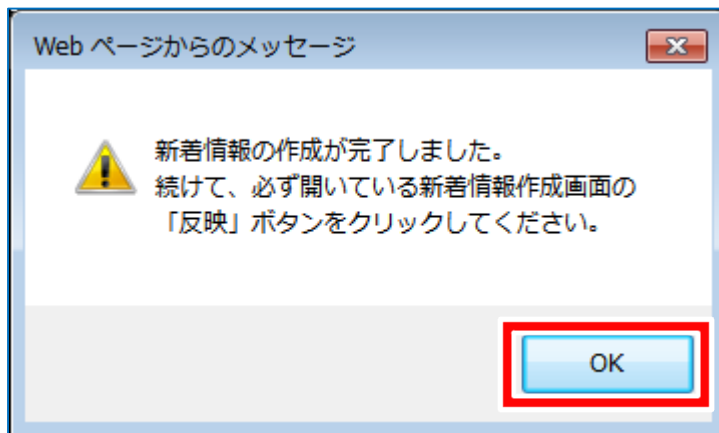 Web ページからのメッセージ
新着情報の作成が完了しました。
続けて、必ず開いている新着情報作成画面の
「反映」ボタンをクリックしてください。
OK